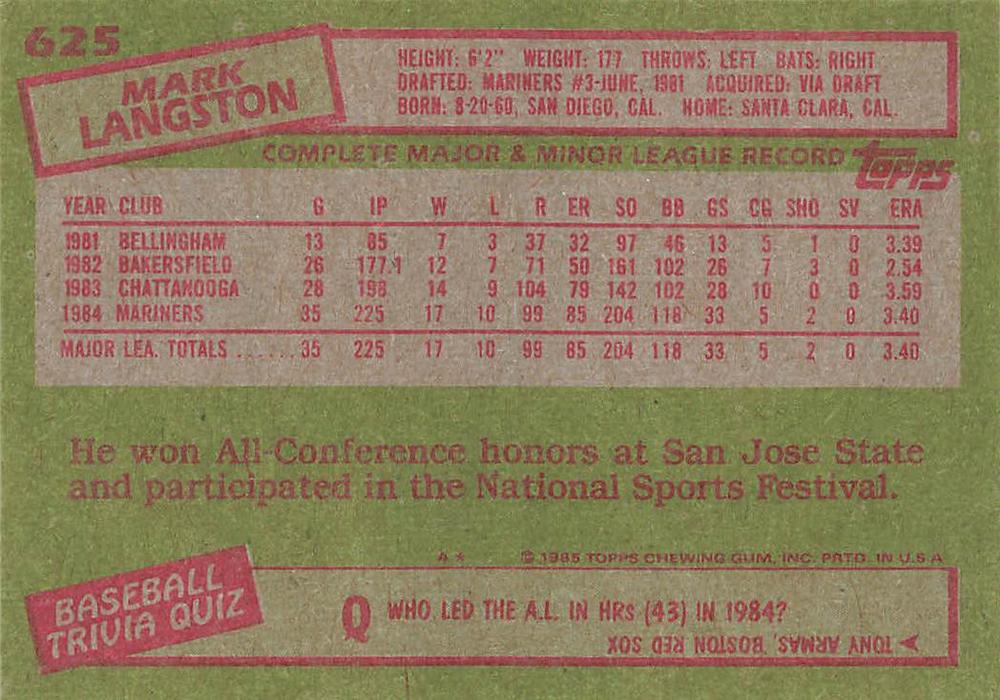 625
MARK
LANGSTON
HEIGHT: 6'2" WEIGHT: 177 THROWS: LEFT BATS: RIGHT
DRAFTED: MARINERS #3-JUNE, 1981 ACQUIRED: VIA DRAFT
BORN: 8-20-60, SAN DIEGO, CAL. HOME: SANTA CLARA, CAL.
COMPLETE MAJOR & MINOR LEAGUE RECORD Topps
YEAR CLUB G IP W L R ER SO BB GS CG SHO SV ERA
1981 BELLINGHAM 13 85 7 3 37 32 97 46 13 5 1 0 3.39
1982 BAKERSFIELD 26 177.1 12 7 71 50 161 102 26 7 3 0 2.54
1983 CHATTANOOGA 28 198 14 9 104 79 142 102 28 10 0 0 3.59
1984 MARINERS 35 225 17 10 99 85 204 118 33 5 2 0 3.40
MAJOR LEA. TOTALS ...... 35 225 17 10 99 85 204 118 33 5 2 0 3.40
He won All-Conference honors at San Jose State
and participated in the National Sports Festival.
A * © 1985 TOPPS CHEWING GUM, INC. PRTD. IN U.S.A
BASEBALL
TRIVIA QUIZ
Q WHO LED THE A.L. IN HRs (43) IN 1984?
TONY ARMAS, BOSTON RED SOX